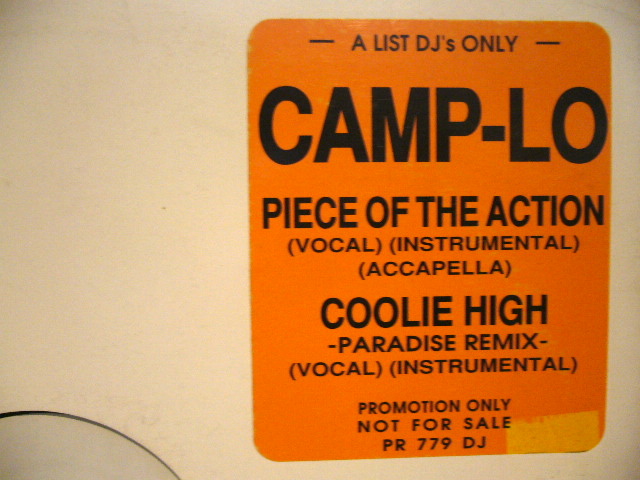 — A LIST DJ's ONLY —
CAMP-LO
PIECE OF THE ACTION
(VOCAL) (INSTRUMENTAL)
(ACCAPELLA)
COOLIE HIGH
-PARADISE REMIX-
(VOCAL) (INSTRUMENTAL)
PROMOTION ONLY
NOT FOR SALE
PR 779 DJ